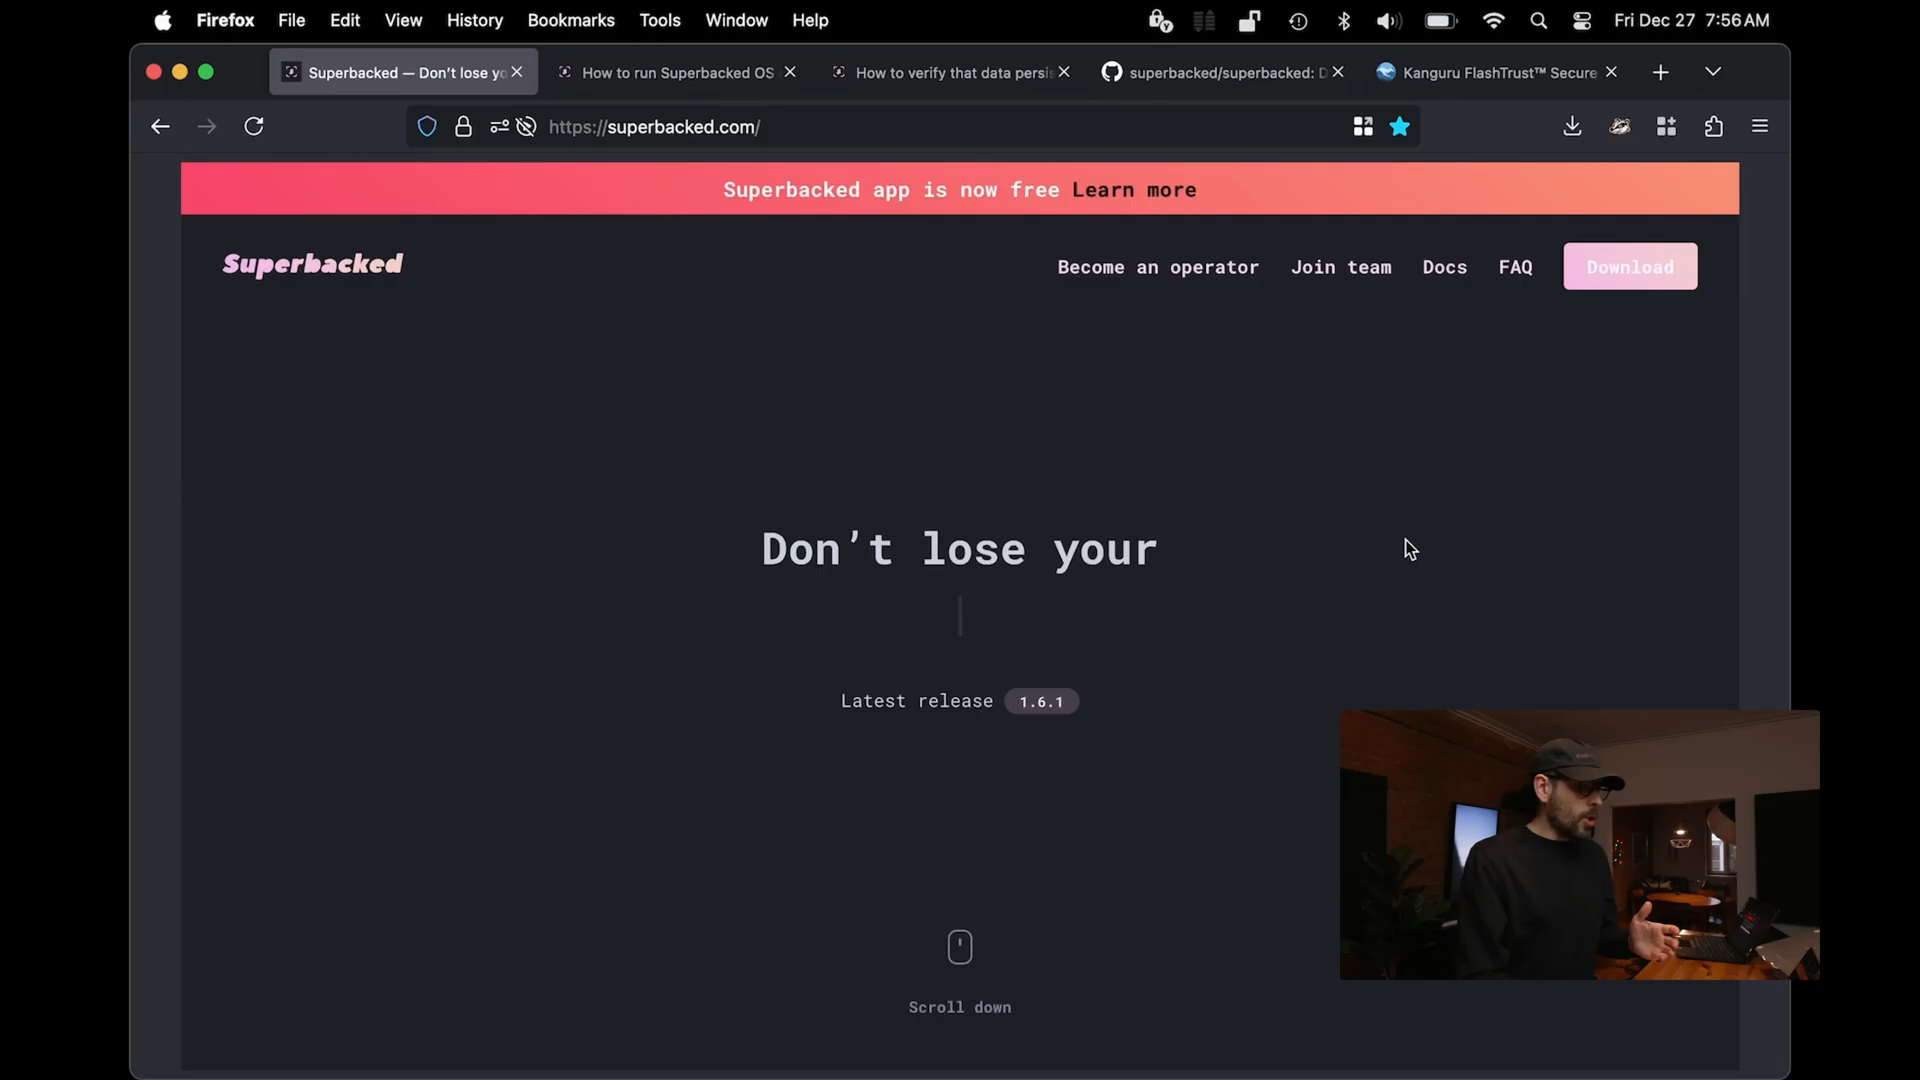 Firefox File Edit View History Bookmarks Tools Window Help Fri Dec 27 7:56 AM
Superbacked — Don't lose yo How to run Superbacked OS How to verify that data persis superbacked/superbacked: D Kanguru FlashTrust™ Secure
https://superbacked.com/
Superbacked app is now free Learn more
Superbacked Become an operator Join team Docs FAQ Download
Don't lose your
Latest release 1.6.1
Scroll down